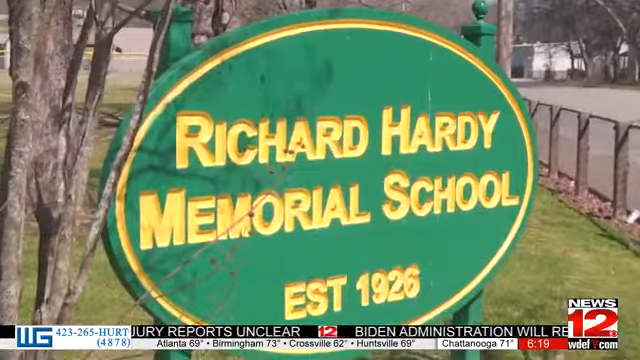 RICHARD HARDY
MEMORIAL SCHOOL
EST 1926
NEWS
12
WG 423-265-HURT
(4878)
JURY REPORTS UNCLEAR 12 BIDEN ADMINISTRATION WILL RE
Atlanta 69° • Birmingham 73° • Crossville 62° • Huntsville 69°
Chattanooga 71° 6:19 wdef.com